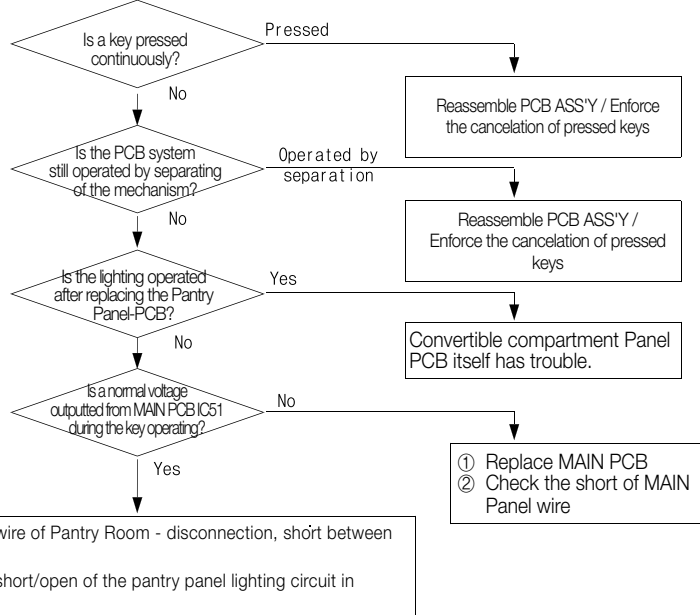 Is a key pressed
continuously?
Pressed
No
Reassemble PCB ASS'Y / Enforce
the cancelation of pressed keys
Is the PCB system
still operated by separating
of the mechanism?
Operated by
separation
No
Reassemble PCB ASS'Y /
Enforce the cancelation of pressed
keys
Is the lighting operated
after replacing the Pantry
Panel-PCB?
Yes
No
Convertible compartment Panel
PCB itself has trouble.
Is a normal voltage
outputted from MAIN PCB IC51
during the key operating?
No
Yes
① Replace MAIN PCB
② Check the short of MAIN
Panel wire
wire of Pantry Room - disconnection, short between
short/open of the pantry panel lighting circuit in